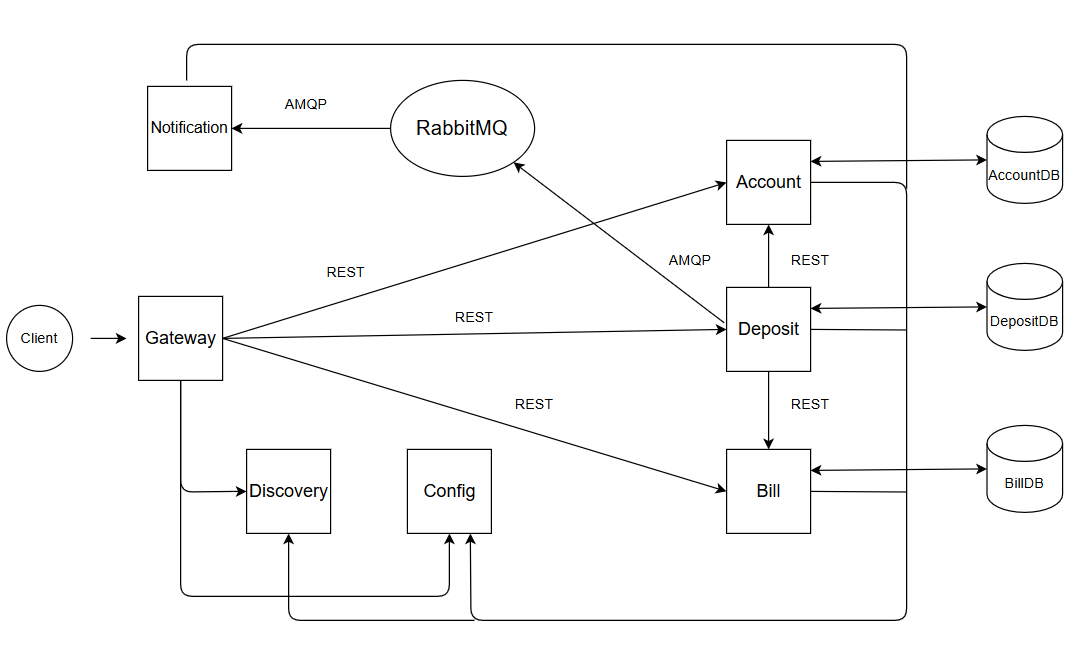 AMQP
Notification
RabbitMQ
AccountDB
Account
REST
AMQP
REST
REST
DepositDB
Client
Gateway
Deposit
REST
REST
Discovery
Config
Bill
BillDB